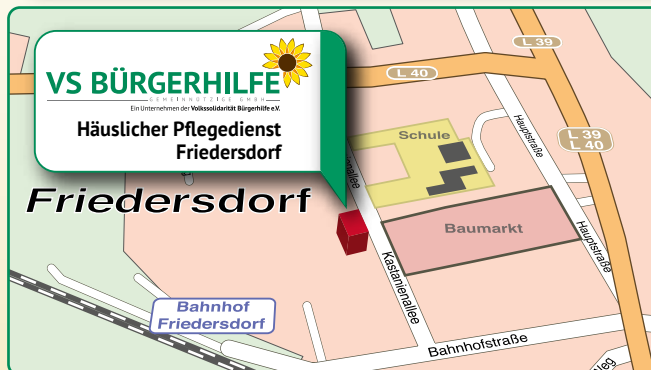 VS BÜRGERHILFE
GEMEINNÜTZIGE GMBH
Ein Unternehmen der Volkssolidarität Bürgerhilfe e.V.
Häuslicher Pflegedienst
Friedersdorf
L 39
L 40
Schule
Hauptstraße
L 39
L 40
Friedersdorf
Baumarkt
Hauptstraße
Kastanienallee
Bahnhof
Friedersdorf
Bahnhofstraße